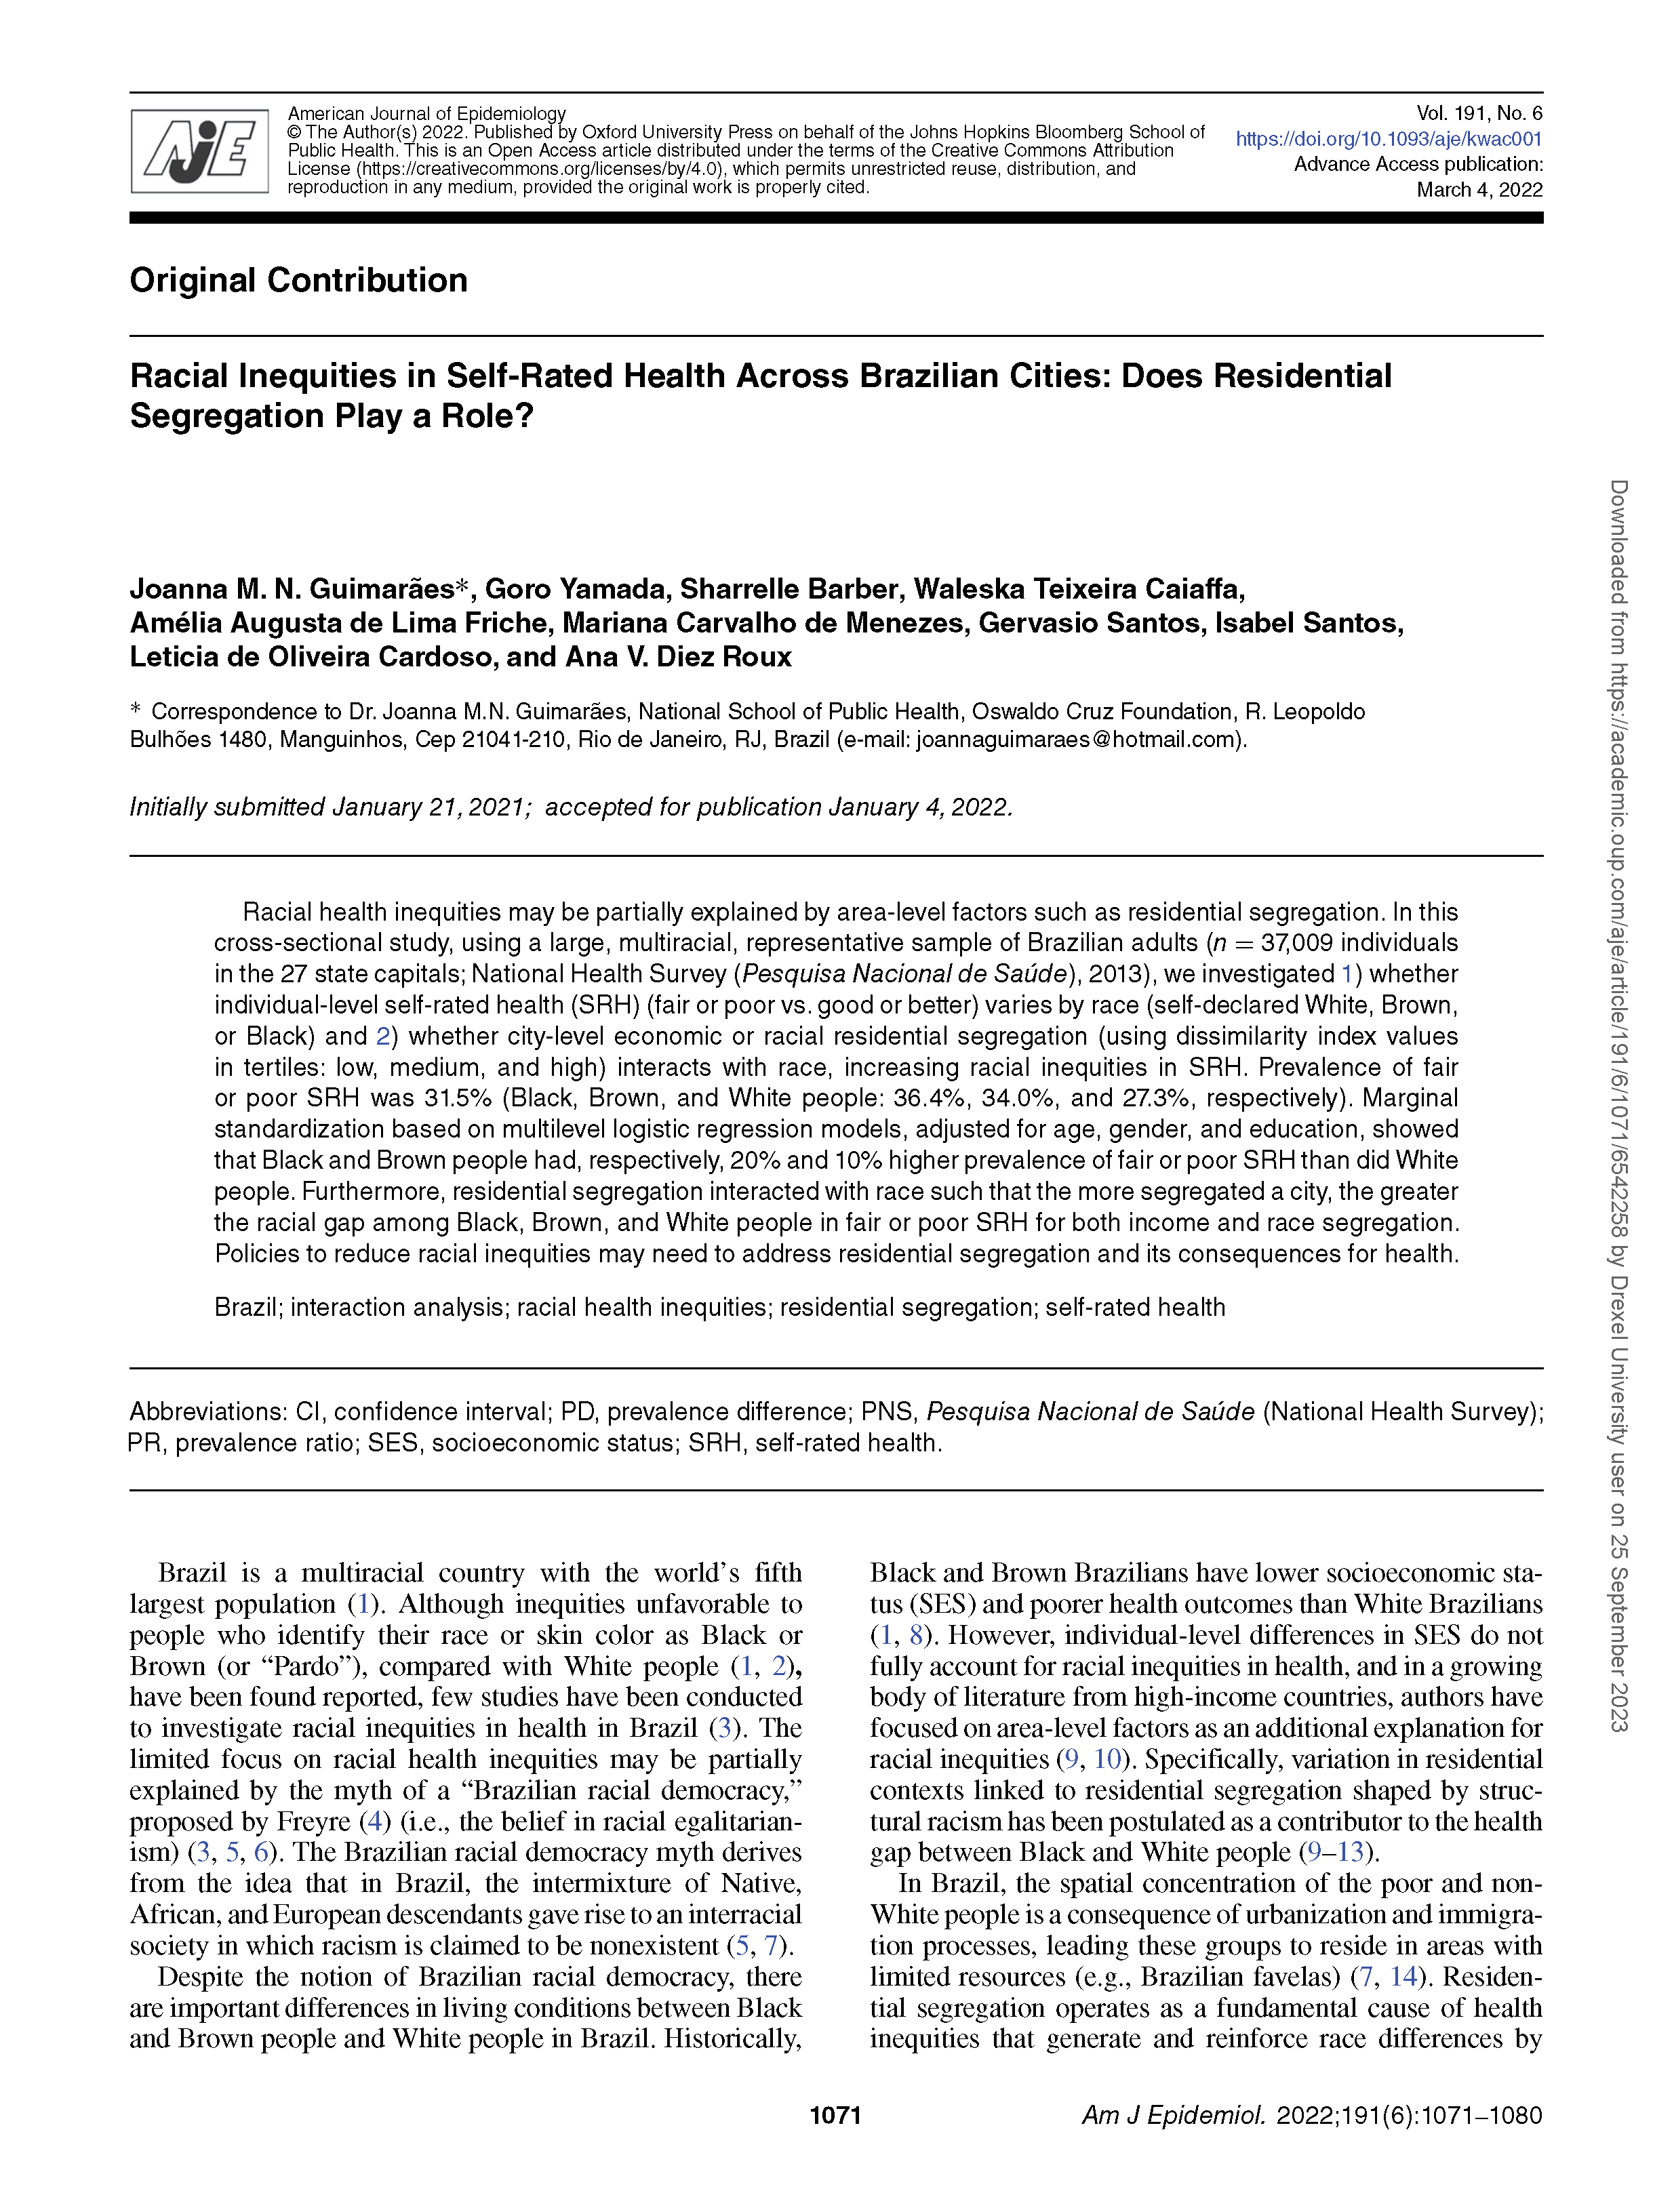 AJE
American Journal of Epidemiology
© The Author(s) 2022. Published by Oxford University Press on behalf of the Johns Hopkins Bloomberg School of
Public Health. This is an Open Access article distributed under the terms of the Creative Commons Attribution
License (https://creativecommons.org/licenses/by/4.0), which permits unrestricted reuse, distribution, and
reproduction in any medium, provided the original work is properly cited.
Vol. 191, No. 6
https://doi.org/10.1093/aje/kwac001
Advance Access publication:
March 4, 2022
Original Contribution
Racial Inequities in Self-Rated Health Across Brazilian Cities: Does Residential
Segregation Play a Role?
Joanna M. N. Guimarães*, Goro Yamada, Sharrelle Barber, Waleska Teixeira Caiaffa,
Amélia Augusta de Lima Friche, Mariana Carvalho de Menezes, Gervasio Santos, Isabel Santos,
Leticia de Oliveira Cardoso, and Ana V. Diez Roux
* Correspondence to Dr. Joanna M.N. Guimarães, National School of Public Health, Oswaldo Cruz Foundation, R. Leopoldo
Bulhões 1480, Manguinhos, Cep 21041-210, Rio de Janeiro, RJ, Brazil (e-mail: joannaguimaraes@hotmail.com).
Initially submitted January 21, 2021; accepted for publication January 4, 2022.
Racial health inequities may be partially explained by area-level factors such as residential segregation. In this
cross-sectional study, using a large, multiracial, representative sample of Brazilian adults (n = 37,009 individuals
in the 27 state capitals; National Health Survey (Pesquisa Nacional de Saúde), 2013), we investigated 1) whether
individual-level self-rated health (SRH) (fair or poor vs. good or better) varies by race (self-declared White, Brown,
or Black) and 2) whether city-level economic or racial residential segregation (using dissimilarity index values
in tertiles: low, medium, and high) interacts with race, increasing racial inequities in SRH. Prevalence of fair
or poor SRH was 31.5% (Black, Brown, and White people: 36.4%, 34.0%, and 27.3%, respectively). Marginal
standardization based on multilevel logistic regression models, adjusted for age, gender, and education, showed
that Black and Brown people had, respectively, 20% and 10% higher prevalence of fair or poor SRH than did White
people. Furthermore, residential segregation interacted with race such that the more segregated a city, the greater
the racial gap among Black, Brown, and White people in fair or poor SRH for both income and race segregation.
Policies to reduce racial inequities may need to address residential segregation and its consequences for health.
Brazil; interaction analysis; racial health inequities; residential segregation; self-rated health
Abbreviations: CI, confidence interval; PD, prevalence difference; PNS, Pesquisa Nacional de Saúde (National Health Survey);
PR, prevalence ratio; SES, socioeconomic status; SRH, self-rated health.
Brazil is a multiracial country with the world's fifth
largest population (1). Although inequities unfavorable to
people who identify their race or skin color as Black or
Brown (or “Pardo”), compared with White people (1, 2),
have been found reported, few studies have been conducted
to investigate racial inequities in health in Brazil (3). The
limited focus on racial health inequities may be partially
explained by the myth of a “Brazilian racial democracy,”
proposed by Freyre (4) (i.e., the belief in racial egalitarian-
ism) (3, 5, 6). The Brazilian racial democracy myth derives
from the idea that in Brazil, the intermixture of Native,
African, and European descendants gave rise to an interracial
society in which racism is claimed to be nonexistent (5, 7).
Despite the notion of Brazilian racial democracy, there
are important differences in living conditions between Black
and Brown people and White people in Brazil. Historically,
Black and Brown Brazilians have lower socioeconomic sta-
tus (SES) and poorer health outcomes than White Brazilians
(1, 8). However, individual-level differences in SES do not
fully account for racial inequities in health, and in a growing
body of literature from high-income countries, authors have
focused on area-level factors as an additional explanation for
racial inequities (9, 10). Specifically, variation in residential
contexts linked to residential segregation shaped by struc-
tural racism has been postulated as a contributor to the health
gap between Black and White people (9–13).
In Brazil, the spatial concentration of the poor and non-
White people is a consequence of urbanization and immigra-
tion processes, leading these groups to reside in areas with
limited resources (e.g., Brazilian favelas) (7, 14). Residen-
tial segregation operates as a fundamental cause of health
inequities that generate and reinforce race differences by
1071
Am J Epidemiol. 2022;191(6):1071–1080
Downloaded from https://academic.oup.com/aje/article/191/6/1071/6542258 by Drexel University user on 25 September 2023